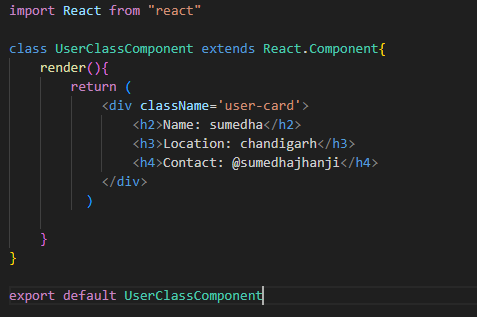 import React from "react"
class UserClassComponent extends React.Component{
render(){
return (
<div className='user-card'>
<h2>Name: sumedha</h2>
<h3>Location: chandigarh</h3>
<h4>Contact: @sumedhajhanji</h4>
</div>
)
}
}
export default UserClassComponent